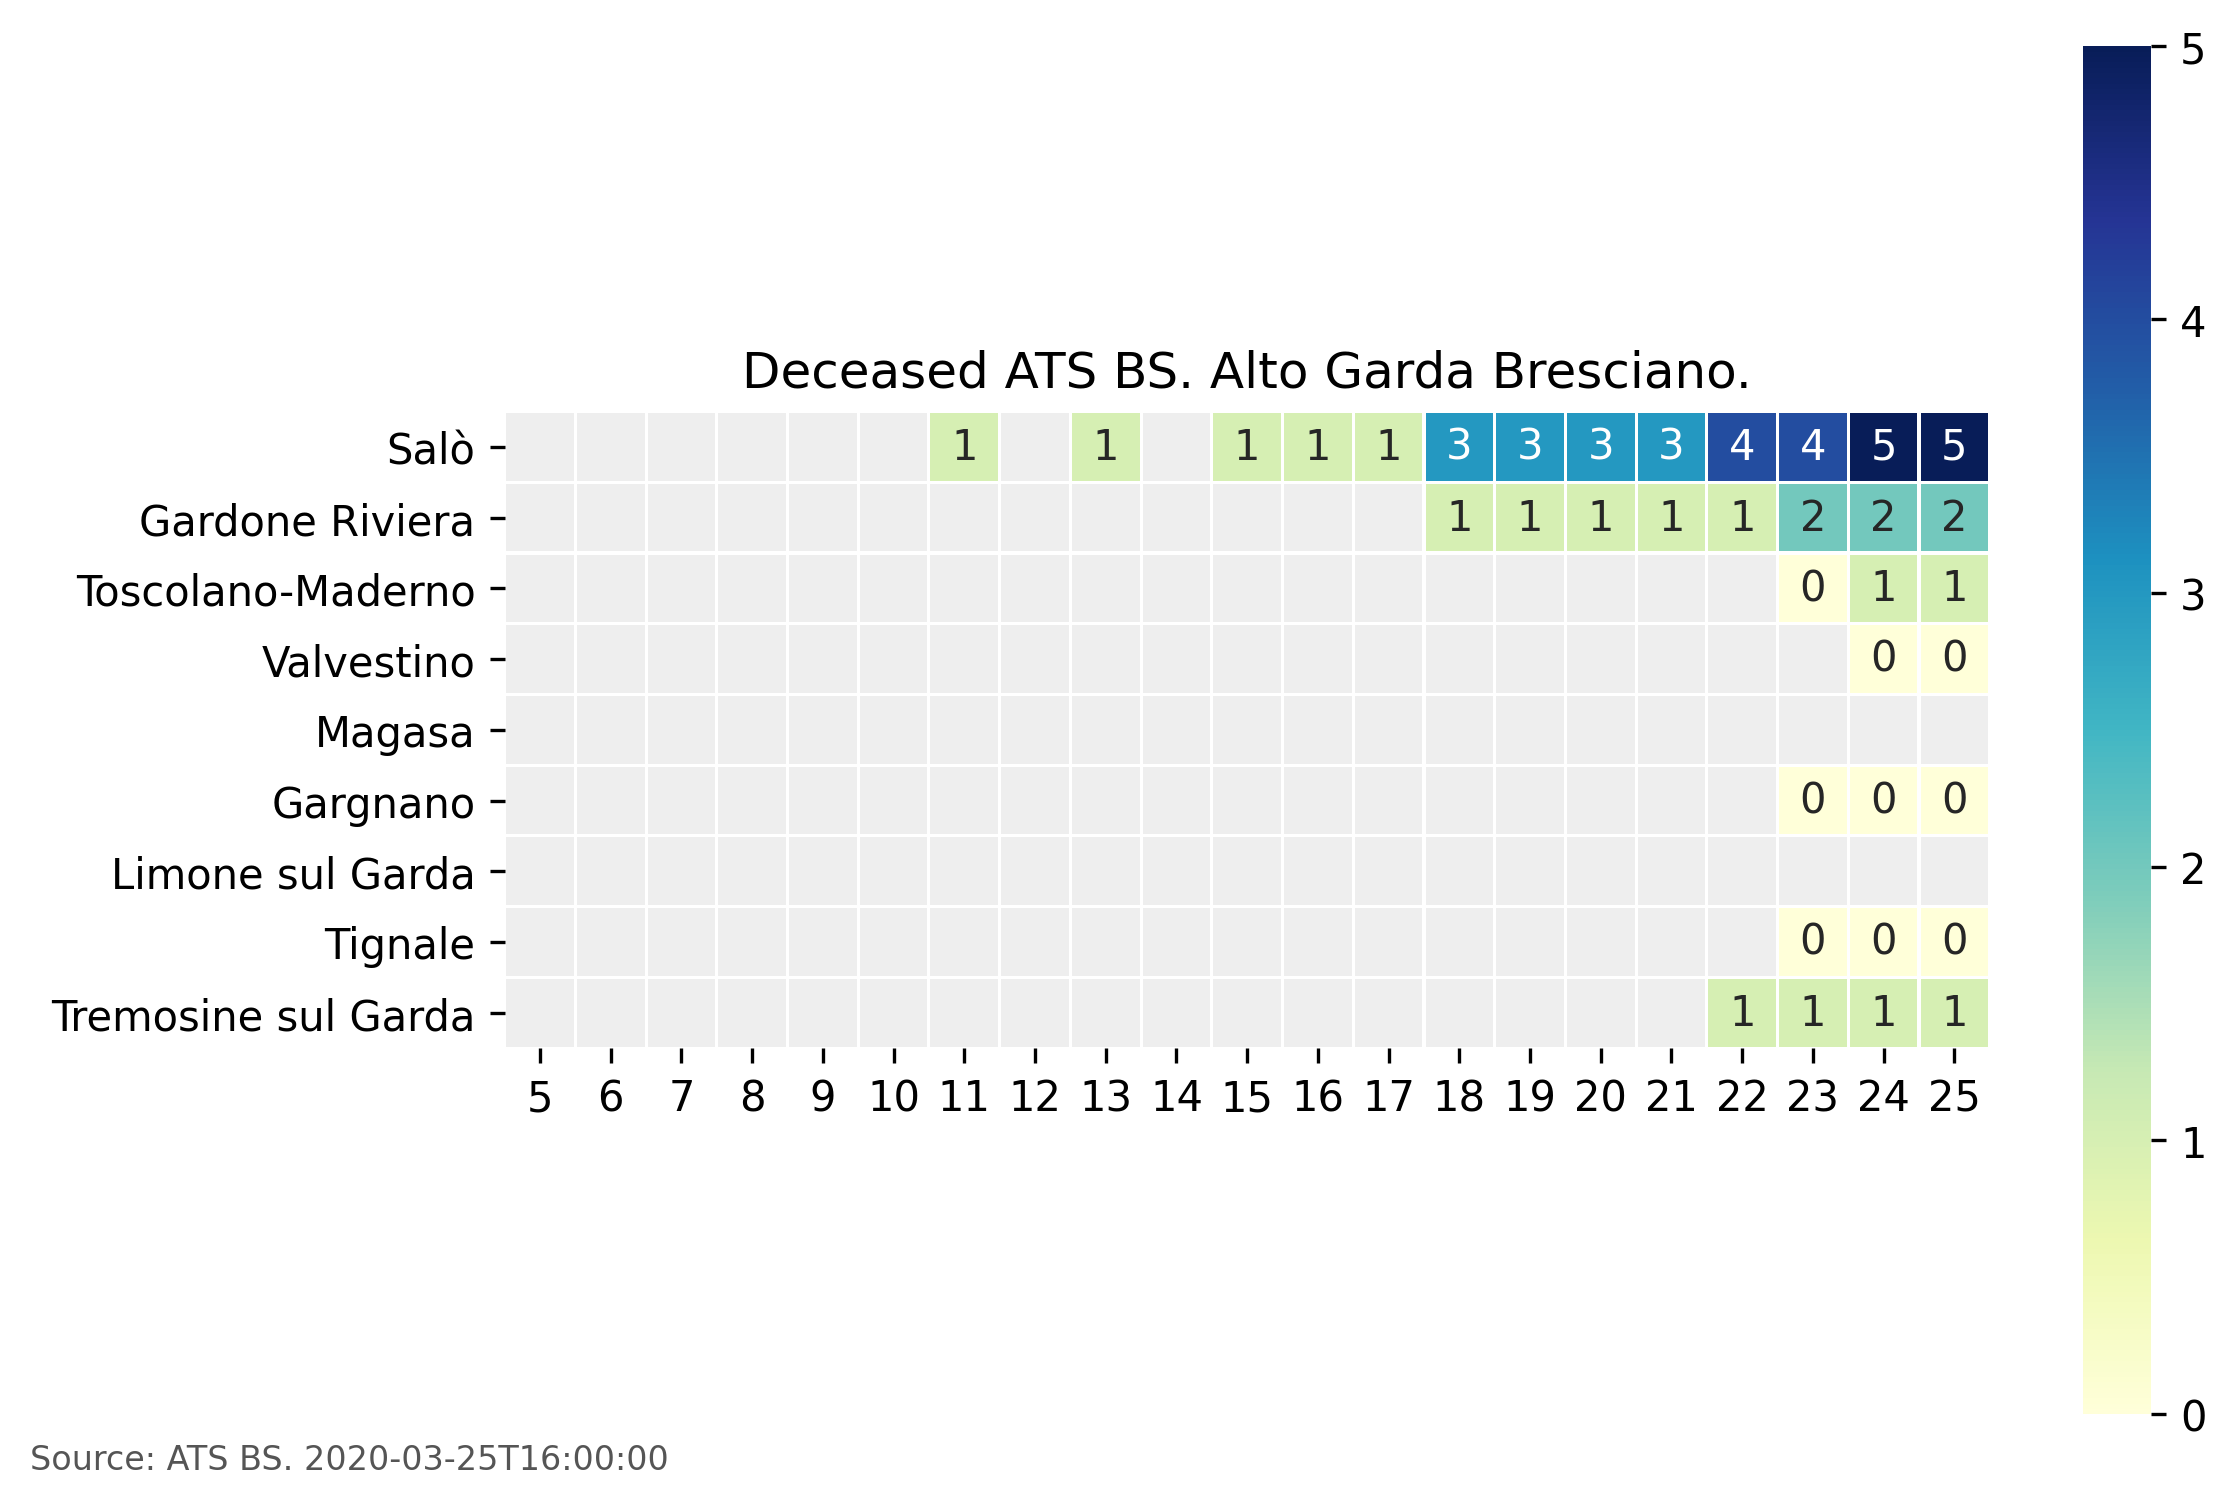 Deceased ATS BS. Alto Garda Bresciano.
Salò 1 1 1 1 1 3 3 3 3 4 4 5 5
Gardone Riviera 1 1 1 1 1 2 2 2
Toscolano-Maderno 0 1 1
Valvestino 0 0
Magasa
Gargnano 0 0 0
Limone sul Garda
Tignale 0 0 0
Tremosine sul Garda 1 1 1 1
5 6 7 8 9 10 11 12 13 14 15 16 17 18 19 20 21 22 23 24 25
5
4
3
2
1
0
Source: ATS BS. 2020-03-25T16:00:00